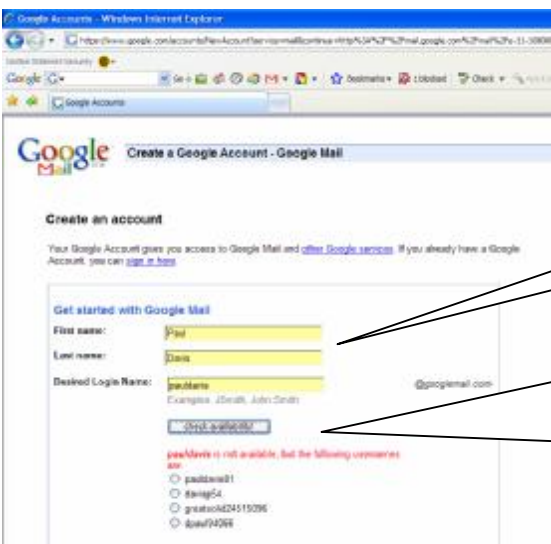 Google Accounts - Windows Internet Explorer
Google
Bookmarks
Check
Google Accounts
Google
Mail
Create a Google Account - Google Mail
Create an account
Your Google Account gives you access to Google Mail and other Google services. If you already have a Google
Account, you can sign in here.
Get started with Google Mail
First name: Paul
Last name: Davis
Desired Login Name: pauldavis @googlemail.com
Examples: JSmith, John.Smith
check availability!
pauldavis is not available, but the following usernames
are:
pauldavis81
davisp54
dpaul94066